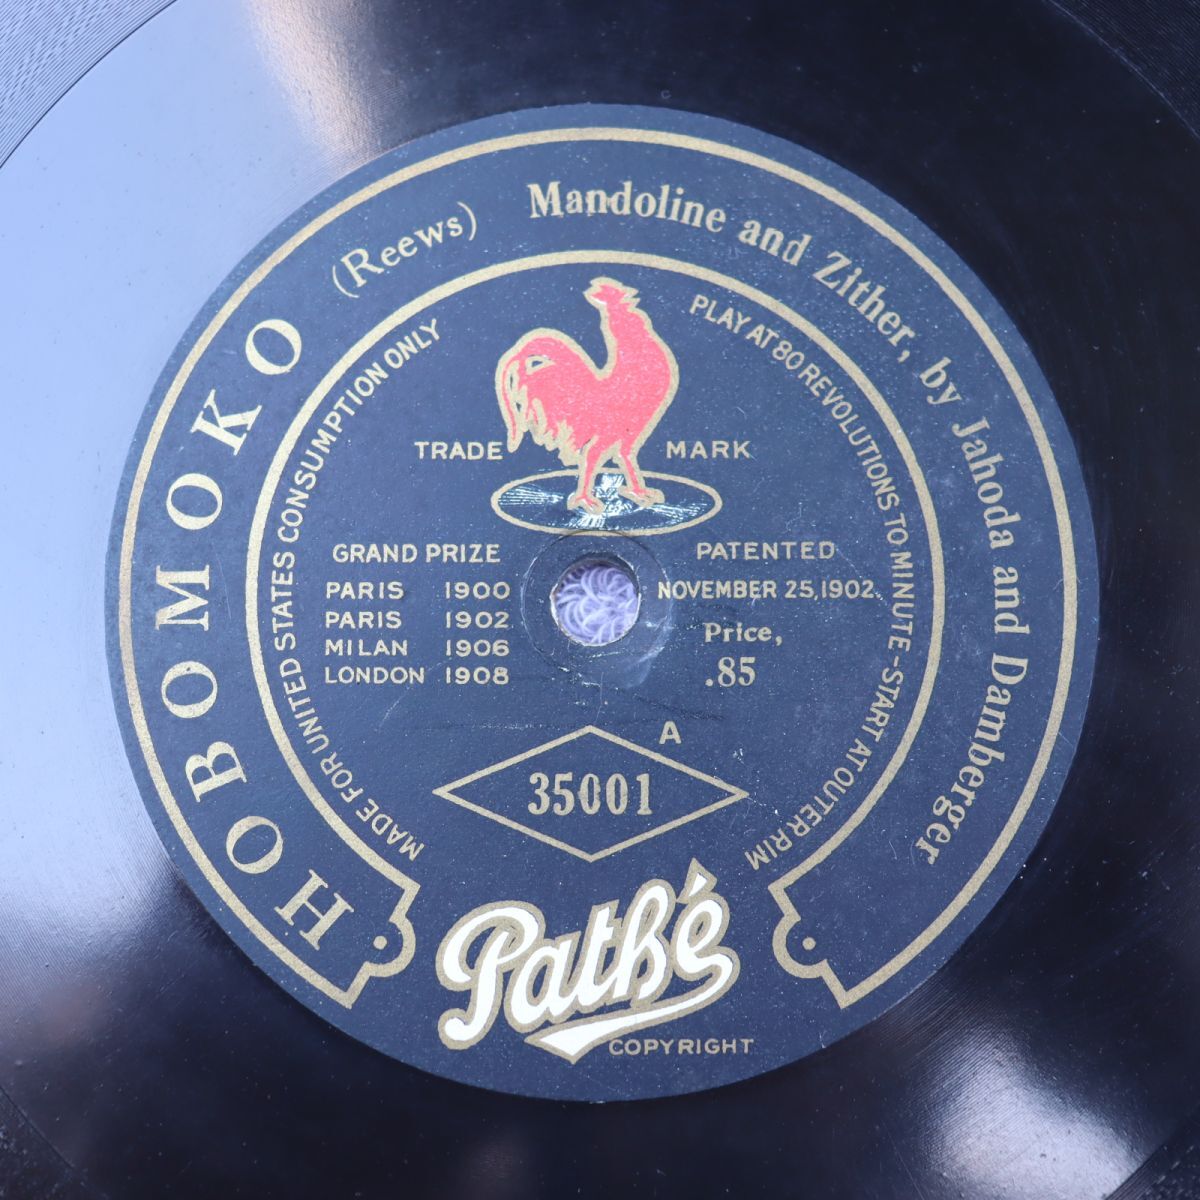 HOBOMOKO (Reews) Mandoline and Zither, by Jahoda and Damberger
MADE FOR UNITED STATES CONSUMPTION ONLY
PLAY AT 80 REVOLUTIONS TO MINUTE - START AT OUTER RIM
TRADE MARK
GRAND PRIZE
PARIS 1900
PARIS 1902
MILAN 1906
LONDON 1908
PATENTED
NOVEMBER 25, 1902.
Price,
.85
A
35001
Pathé
COPYRIGHT